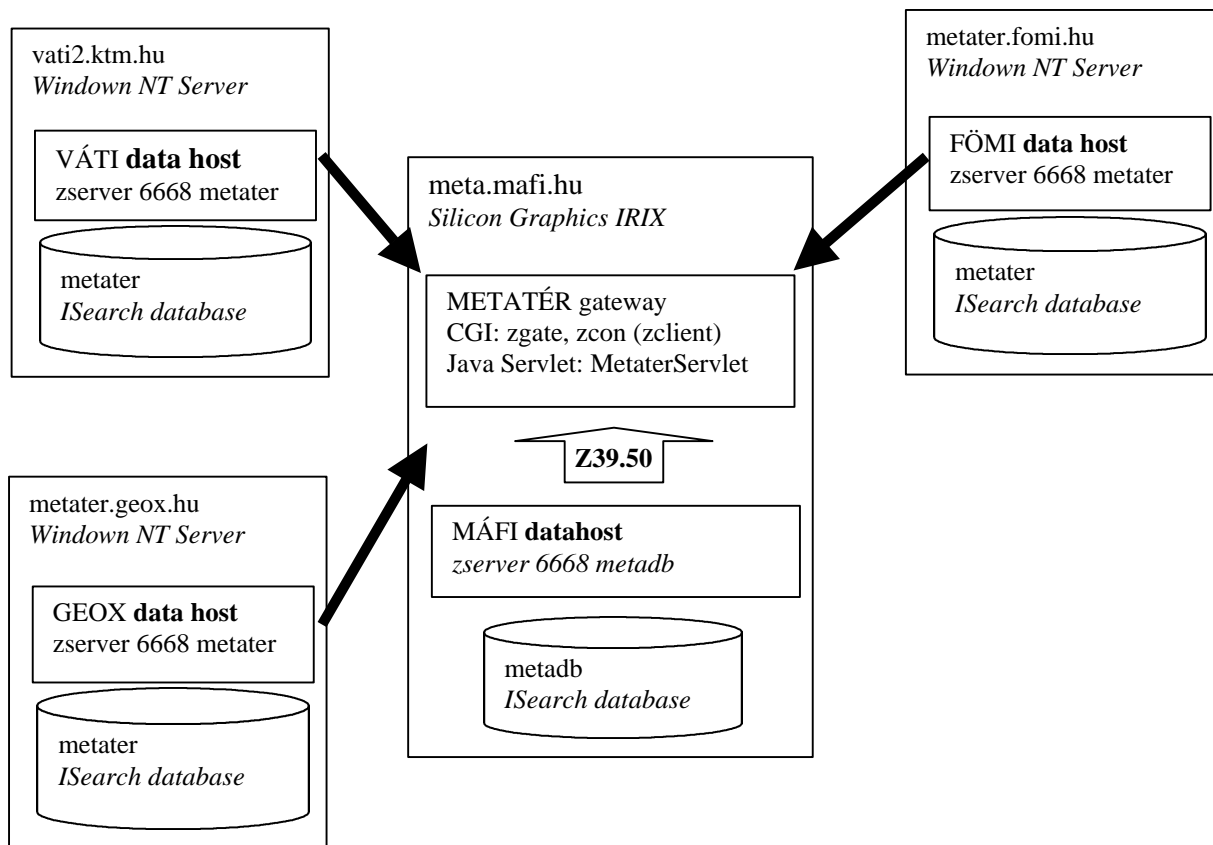 vati2.ktm.hu
Windown NT Server
VÁTI data host
zserver 6668 metater
metater
ISearch database
metater.fomi.hu
Windown NT Server
FÖMI data host
zserver 6668 metater
metater
ISearch database
meta.mafi.hu
Silicon Graphics IRIX
METATÉR gateway
CGI: zgate, zcon (zclient)
Java Servlet: MetaterServlet
Z39.50
MÁFI datahost
zserver 6668 metadb
metadb
ISearch database
metater.geox.hu
Windown NT Server
GEOX data host
zserver 6668 metater
metater
ISearch database